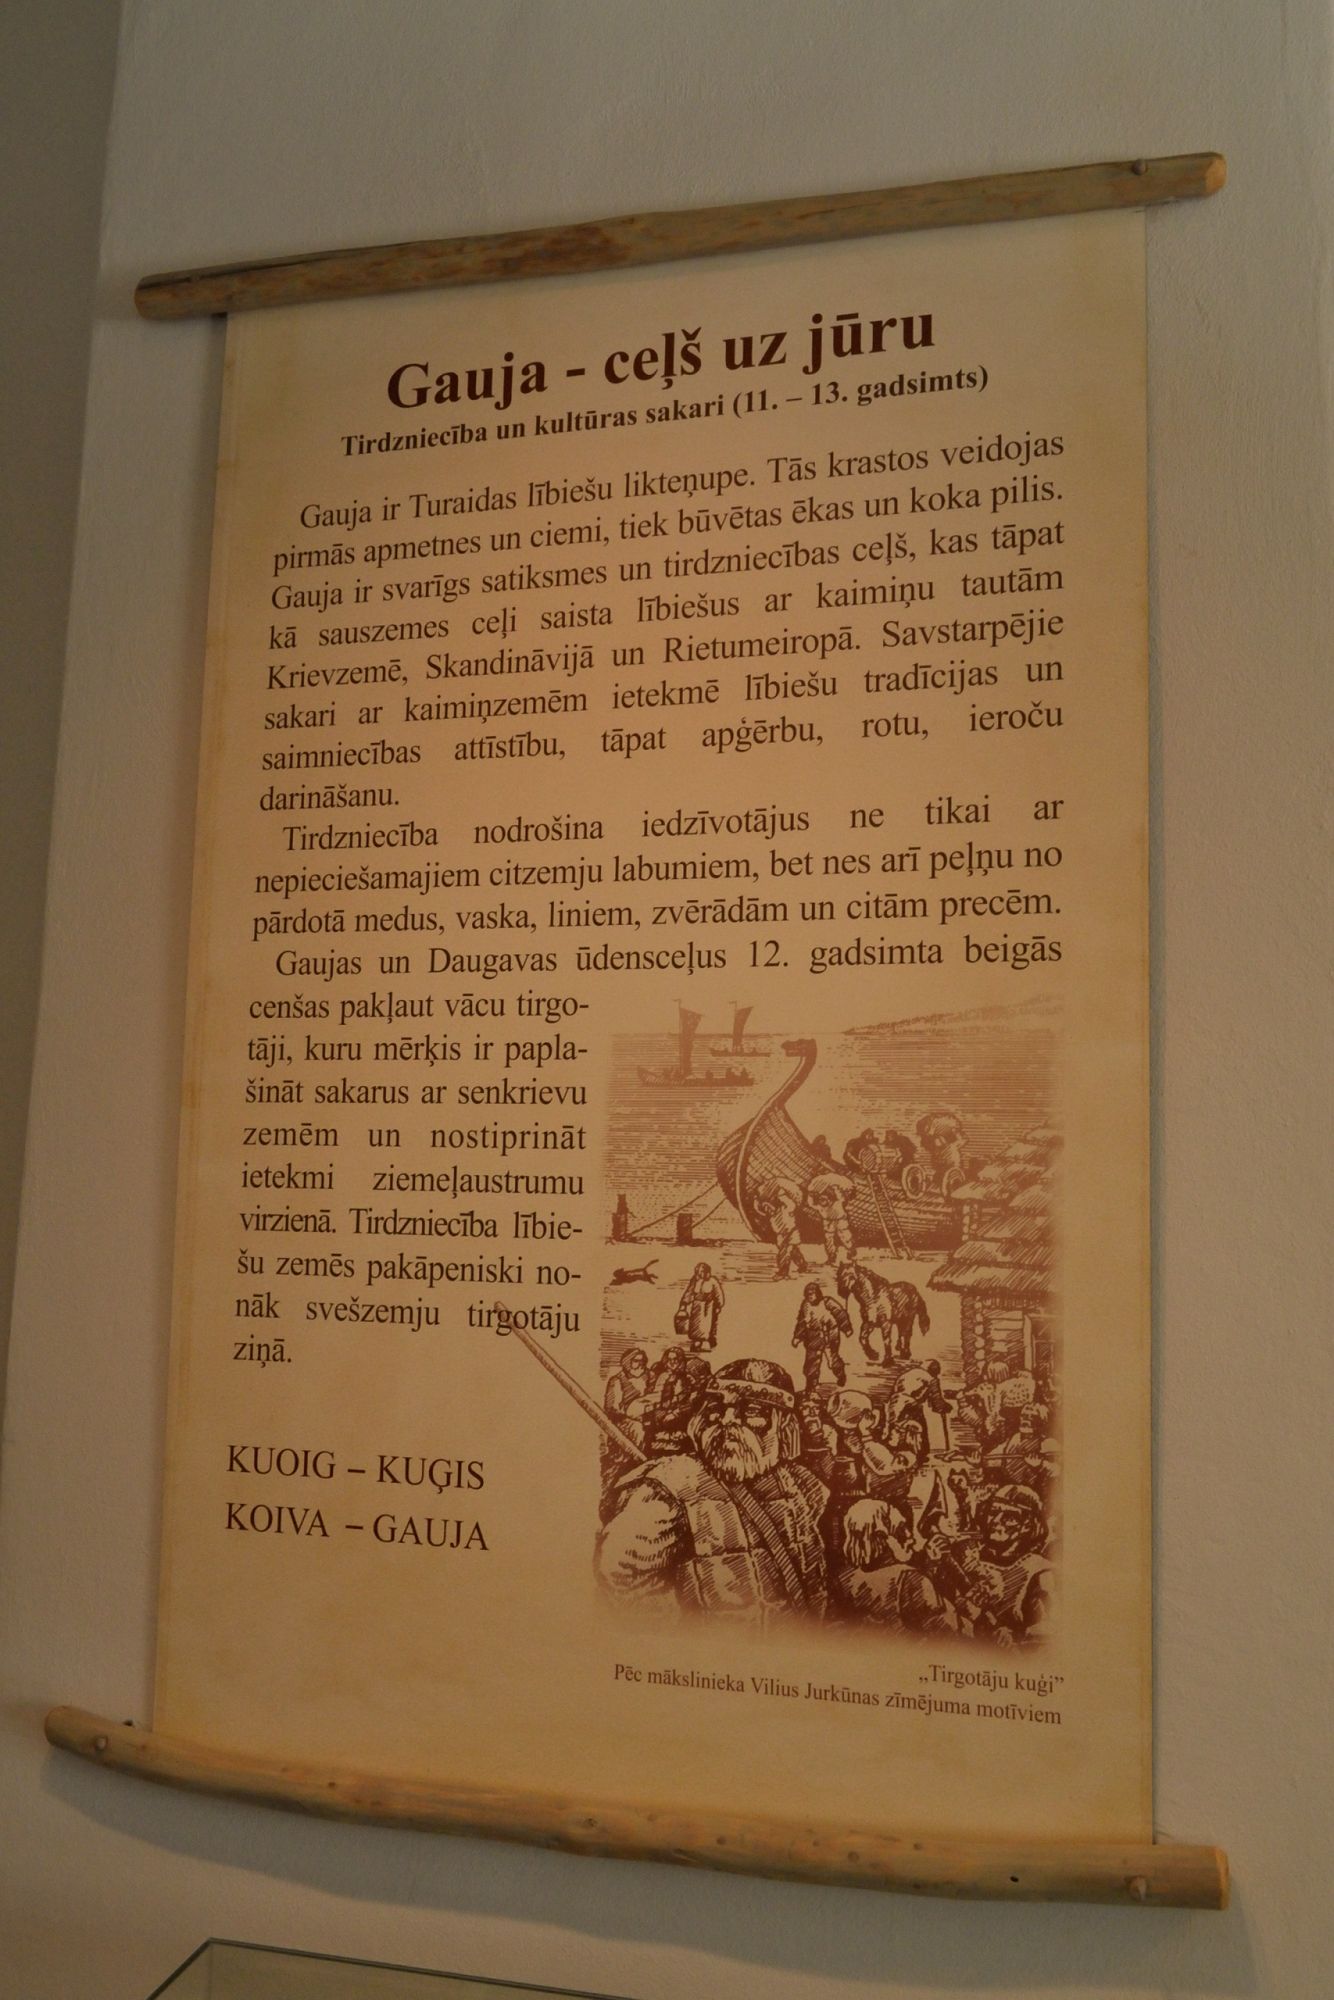 Gauja - ceļš uz jūru
Tirdzniecība un kultūras sakari (11. – 13. gadsimts)
Gauja ir Turaidas lībiešu likteņupe. Tās krastos veidojas
pirmās apmetnes un ciemi, tiek būvētas ēkas un koka pilis.
Gauja ir svarīgs satiksmes un tirdzniecības ceļš, kas tāpat
kā sauszemes ceļi saista lībiešus ar kaimiņu tautām
Krievzemē, Skandināvijā un Rietumeiropā. Savstarpējie
sakari ar kaimiņzemēm ietekmē lībiešu tradīcijas un
saimniecības attīstību, tāpat apģērbu, rotu, ieroču
darināšanu.
Tirdzniecība nodrošina iedzīvotājus ne tikai ar
nepieciešamajiem citzemju labumiem, bet nes arī peļņu no
pārdotā medus, vaska, liniem, zvērādām un citām precēm.
Gaujas un Daugavas ūdensceļus 12. gadsimta beigās
cenšas pakļaut vācu tirgo-
tāji, kuru mērķis ir papla-
šināt sakarus ar senkrievu
zemēm un nostiprināt
ietekmi ziemeļaustrumu
virzienā. Tirdzniecība lībie-
šu zemēs pakāpeniski no-
nāk svešzemju tirgotāju
ziņā.
KUOIG – KUĢIS
KOIVA – GAUJA
„Tirgotāju kuģi”
Pēc mākslinieka Vilius Jurkūnas zīmējuma motīviem